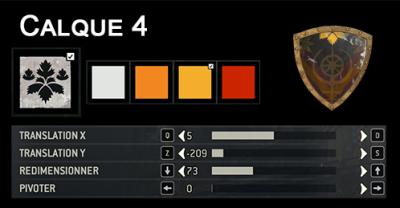 CALQUE 4
TRANSLATION X Q 5 D
TRANSLATION Y Z -209 S
REDIMENSIONNER 73
PIVOTER 0